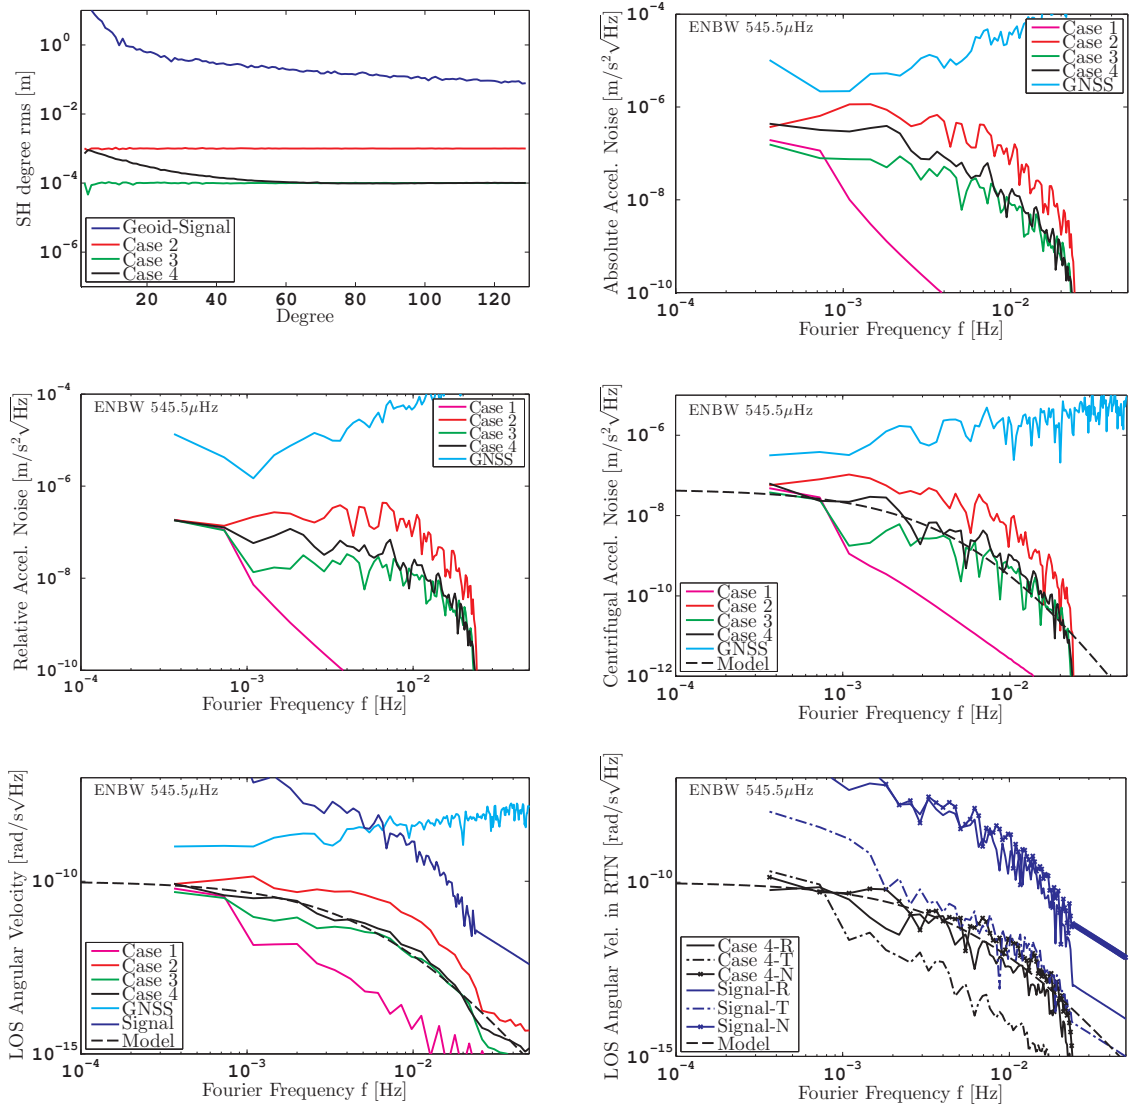 SH degree rms [m]
10^0
10^-2
10^-4
10^-6
Geoid-Signal
Case 2
Case 3
Case 4
20 40 60 80 100 120
Degree
Absolute Accel. Noise [m/s²√Hz]
ENBW 545.5μHz
Case 1
Case 2
Case 3
Case 4
GNSS
10^-4
10^-6
10^-8
10^-10
10^-4 10^-3 10^-2
Fourier Frequency f [Hz]
Relative Accel. Noise [m/s²√Hz]
ENBW 545.5μHz
Case 1
Case 2
Case 3
Case 4
GNSS
10^-4
10^-6
10^-8
10^-10
10^-4 10^-3 10^-2
Fourier Frequency f [Hz]
Centrifugal Accel. Noise [m/s²√Hz]
ENBW 545.5μHz
10^-6
10^-8
10^-10
10^-12
Case 1
Case 2
Case 3
Case 4
GNSS
Model
10^-4 10^-3 10^-2
Fourier Frequency f [Hz]
LOS Angular Velocity [rad/s√Hz]
ENBW 545.5μHz
10^-10
10^-15
Case 1
Case 2
Case 3
Case 4
GNSS
Signal
Model
10^-4 10^-3 10^-2
Fourier Frequency f [Hz]
LOS Angular Vel. in RTN [rad/s√Hz]
ENBW 545.5μHz
10^-10
10^-15
Case 4-R
Case 4-T
Case 4-N
Signal-R
Signal-T
Signal-N
Model
10^-4 10^-3 10^-2
Fourier Frequency f [Hz]